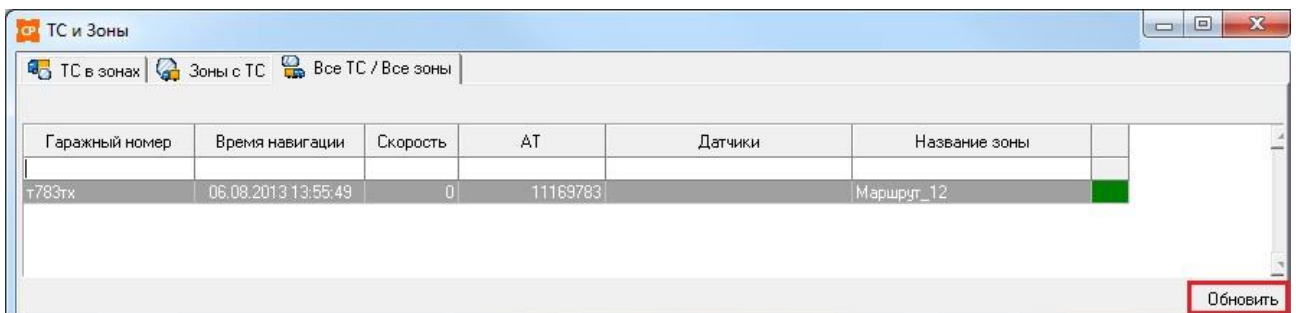 CP ТС и Зоны
ТС в зонах Зоны с ТС Все ТС / Все зоны
Гаражный номер Время навигации Скорость АТ Датчики Название зоны
т783тх 06.08.2013 13:55:49 0 11169783 Маршрут_12
Обновить